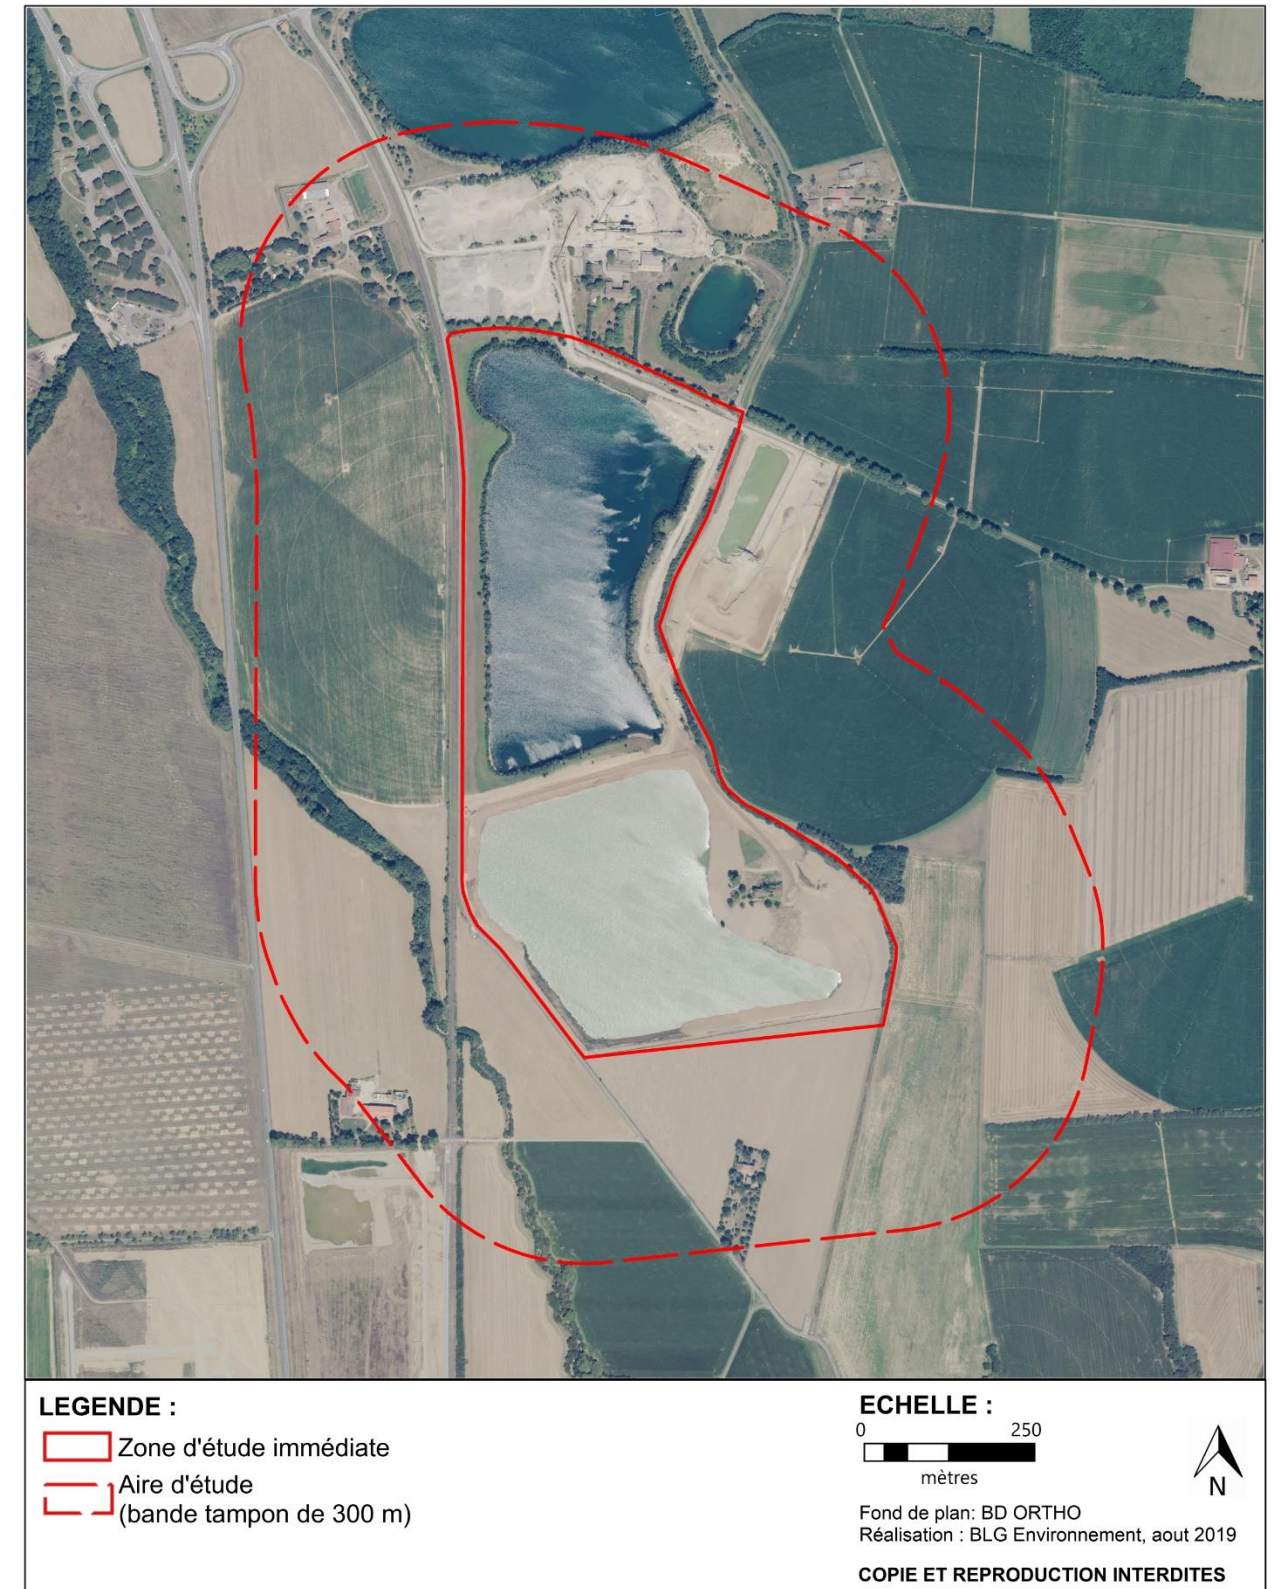 LEGENDE :
Zone d'étude immédiate
Aire d'étude
(bande tampon de 300 m)
ECHELLE :
0 250
mètres
N
Fond de plan: BD ORTHO
Réalisation : BLG Environnement, aout 2019
COPIE ET REPRODUCTION INTERDITES